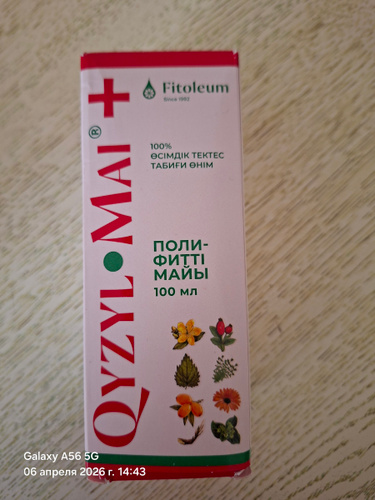 Fitoleum
Since 1992
100%
ӨСІМДІК ТЕКТЕС
ТАБИҒИ ӨНІМ
QYZYL•MAI®+
ПОЛИ-
ФИТТІ
МАЙЫ
100 мл
Galaxy A56 5G
06 апреля 2026 г. 14:43